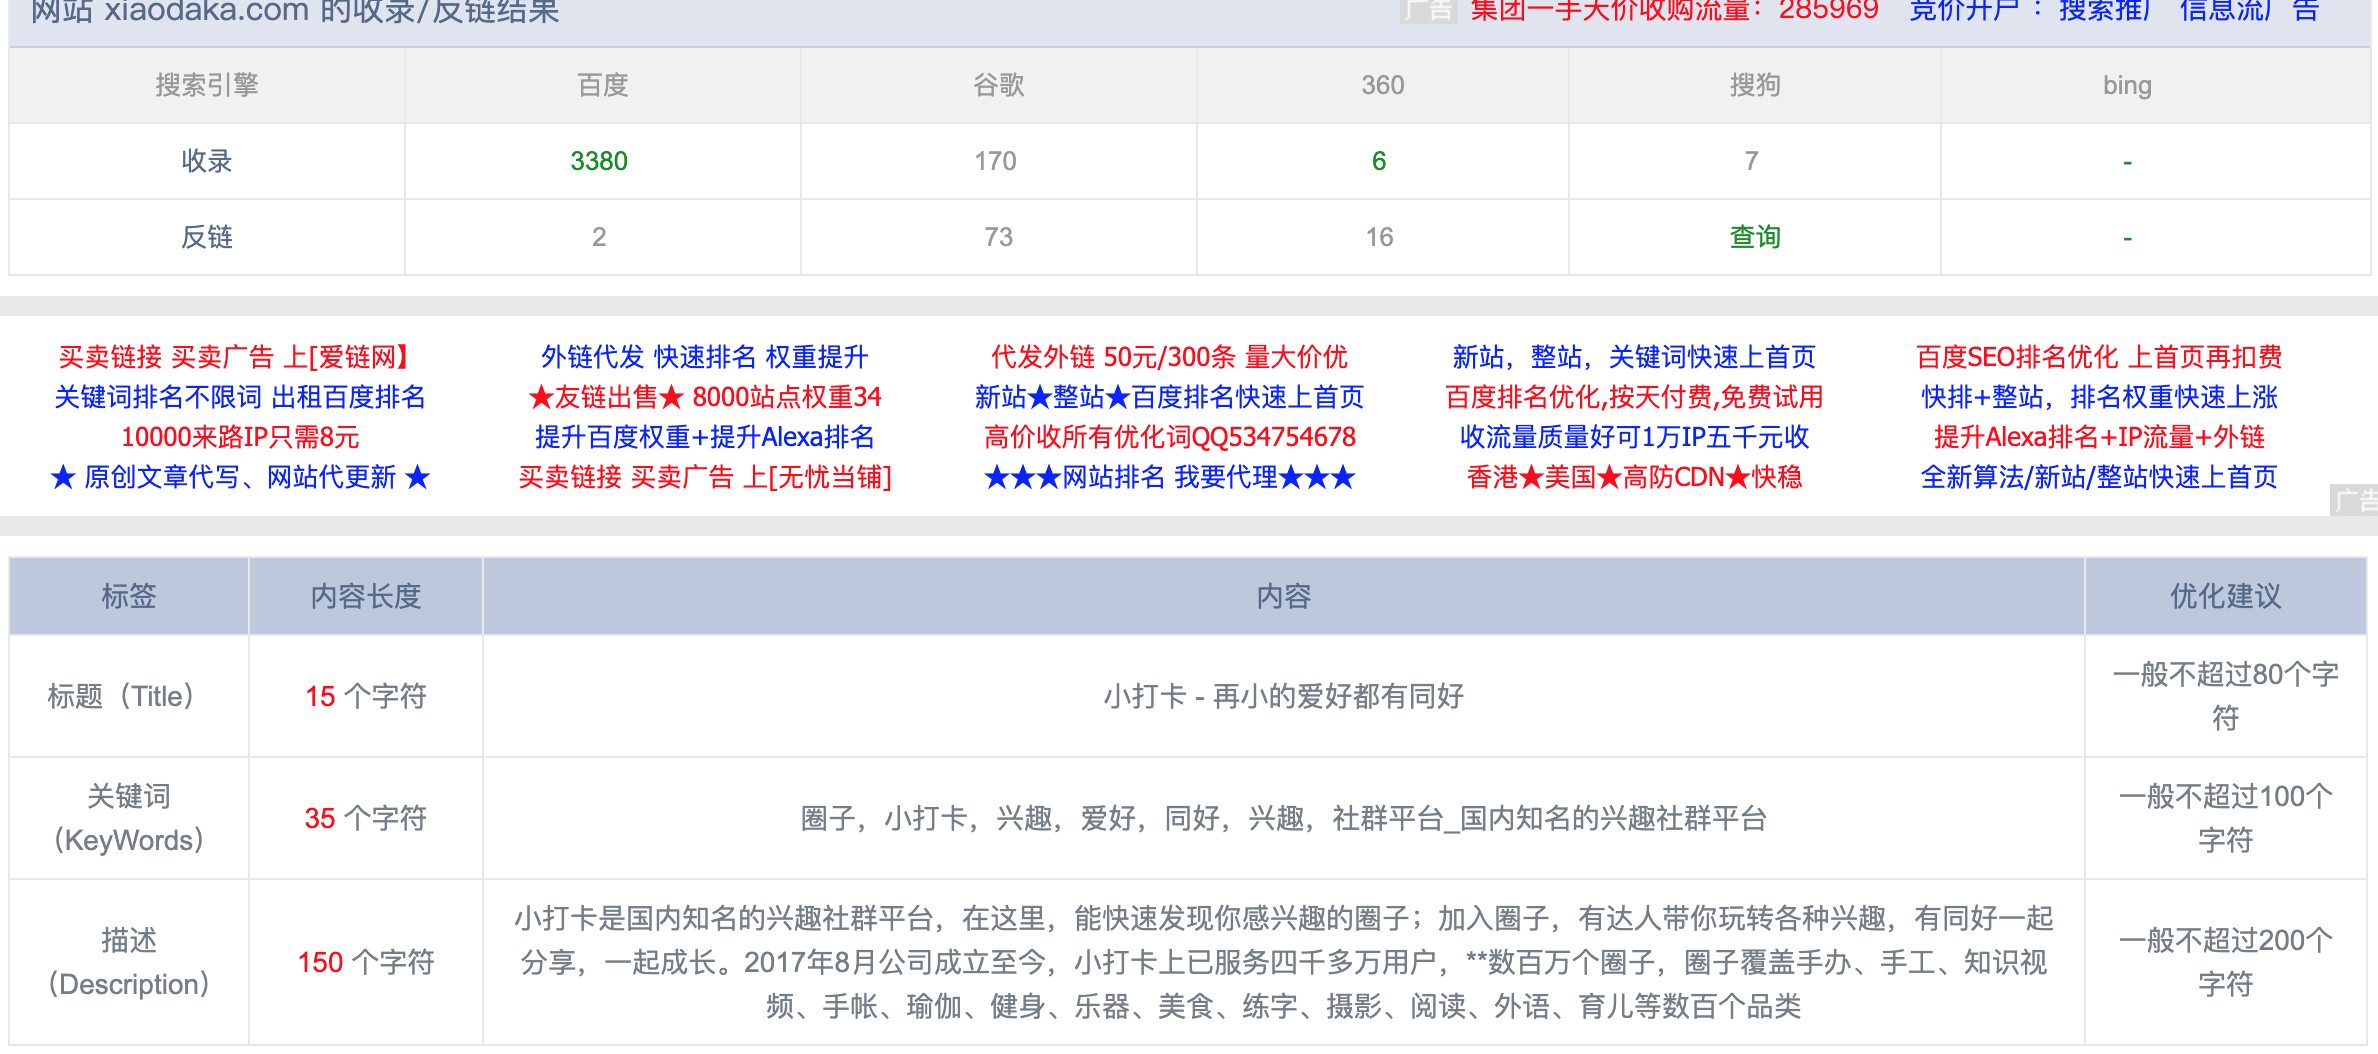 网站 xiaodaka.com 的收录/反链结果
广告 集团一手天价收购流量：285969 竞价开户 ：搜索推广 信息流广告
搜索引擎 百度 谷歌 360 搜狗 bing
收录 3380 170 6 7 -
反链 2 73 16 查询 -
买卖链接 买卖广告 上[爱链网】 外链代发 快速排名 权重提升 代发外链 50元/300条 量大价优 新站，整站，关键词快速上首页 百度SEO排名优化 上首页再扣费
关键词排名不限词 出租百度排名 ★友链出售★ 8000站点权重34 新站★整站★百度排名快速上首页 百度排名优化,按天付费,免费试用 快排+整站，排名权重快速上涨
10000来路IP只需8元 提升百度权重+提升Alexa排名 高价收所有优化词QQ534754678 收流量质量好可1万IP五千元收 提升Alexa排名+IP流量+外链
★ 原创文章代写、网站代更新 ★ 买卖链接 买卖广告 上[无忧当铺] ★★★网站排名 我要代理★★★ 香港★美国★高防CDN★快稳 全新算法/新站/整站快速上首页
广告
标签 内容长度 内容 优化建议
标题（Title） 15 个字符 小打卡 - 再小的爱好都有同好 一般不超过80个字
符
关键词
（KeyWords） 35 个字符 圈子，小打卡，兴趣，爱好，同好，兴趣，社群平台_国内知名的兴趣社群平台 一般不超过100个
字符
描述
（Description） 150 个字符 小打卡是国内知名的兴趣社群平台，在这里，能快速发现你感兴趣的圈子；加入圈子，有达人带你玩转各种兴趣，有同好一起
分享，一起成长。2017年8月公司成立至今，小打卡上已服务四千多万用户，**数百万个圈子，圈子覆盖手办、手工、知识视
频、手帐、瑜伽、健身、乐器、美食、练字、摄影、阅读、外语、育儿等数百个品类 一般不超过200个
字符